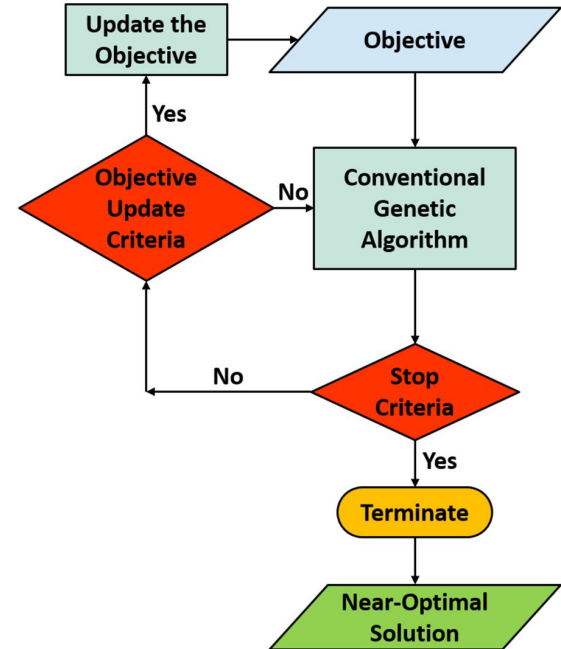 Update the
Objective
Objective
Yes
Objective
Update
Criteria
No
Conventional
Genetic
Algorithm
No
Stop
Criteria
Yes
Terminate
Near-Optimal
Solution